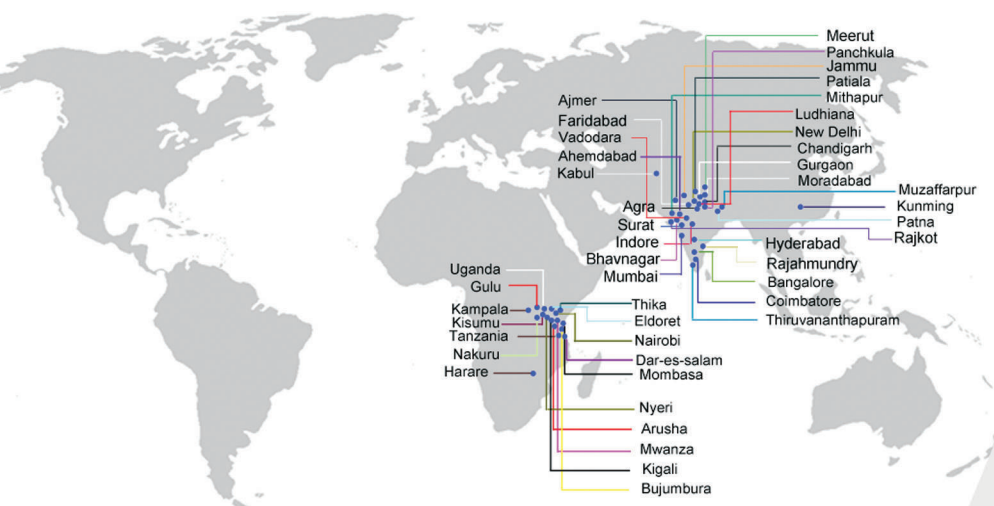 Meerut
Panchkula
Jammu
Patiala
Mithapur
Ajmer
Ludhiana
Faridabad
New Delhi
Vadodara
Chandigarh
Ahemdabad
Gurgaon
Kabul
Moradabad
Muzaffarpur
Agra
Kunming
Surat
Patna
Rajkot
Indore
Hyderabad
Bhavnagar
Rajahmundry
Mumbai
Bangalore
Coimbatore
Thiruvananthapuram
Uganda
Gulu
Kampala
Thika
Kisumu
Eldoret
Tanzania
Nairobi
Nakuru
Dar-es-salam
Harare
Mombasa
Nyeri
Arusha
Mwanza
Kigali
Bujumbura